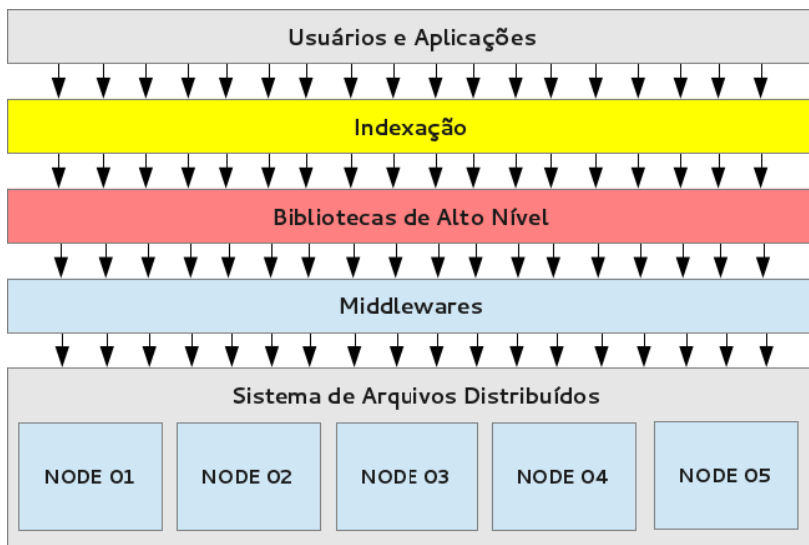 Usuários e Aplicações
Indexação
Bibliotecas de Alto Nível
Middlewares
Sistema de Arquivos Distribuídos
NODE 01
NODE 02
NODE 03
NODE 04
NODE 05